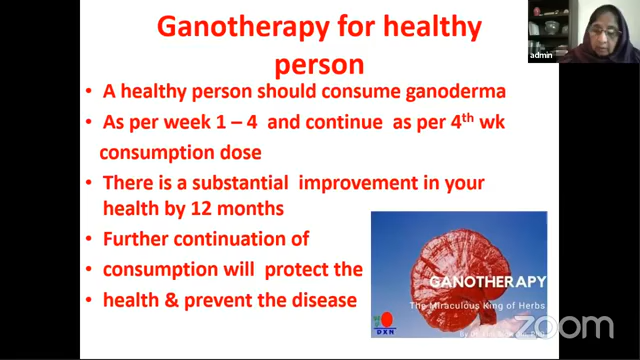 Ganotherapy for healthy
person
• A healthy person should consume ganoderma
• As per week 1 – 4 and continue as per 4th wk
consumption dose
• There is a substantial improvement in your
health by 12 months
• Further continuation of
• consumption will protect the
• health & prevent the disease
GANOTHERAPY
The Miraculous King of Herbs
DXN
zoom
admin